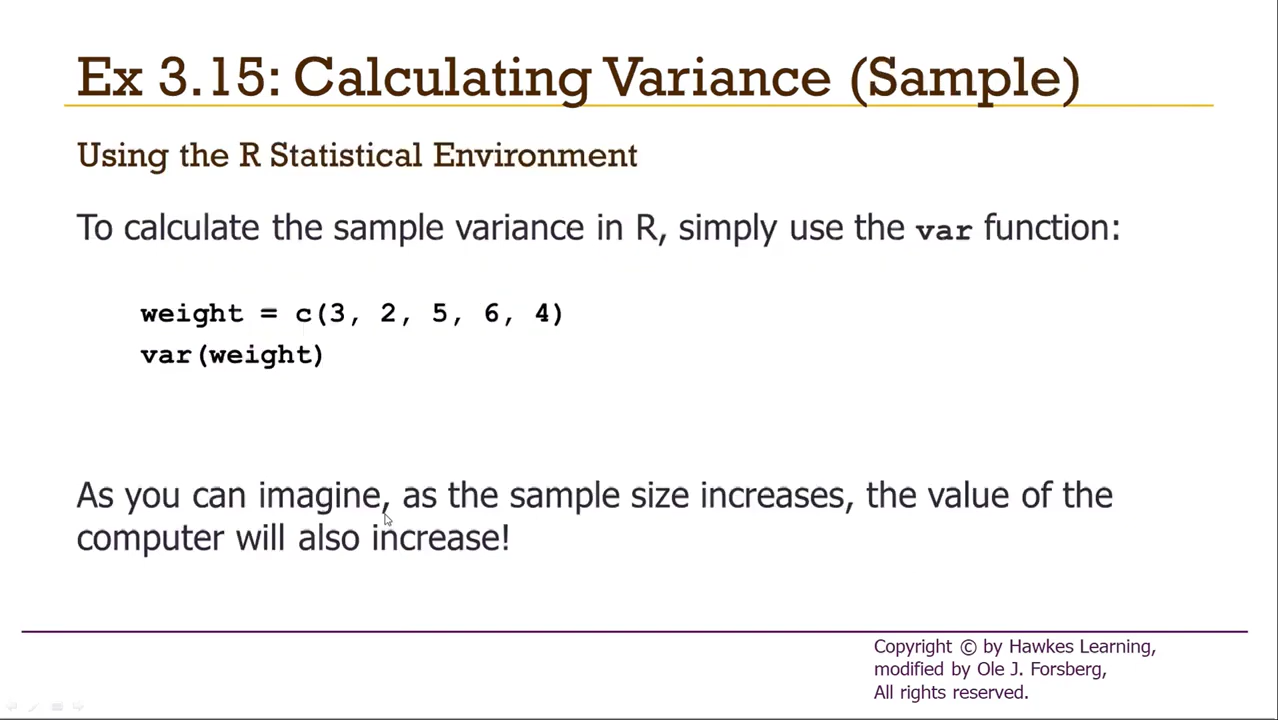 Ex 3.15: Calculating Variance (Sample)
Using the R Statistical Environment
To calculate the sample variance in R, simply use the var function:
weight = c(3, 2, 5, 6, 4)
var(weight)
As you can imagine, as the sample size increases, the value of the
computer will also increase!
Copyright © by Hawkes Learning,
modified by Ole J. Forsberg,
All rights reserved.